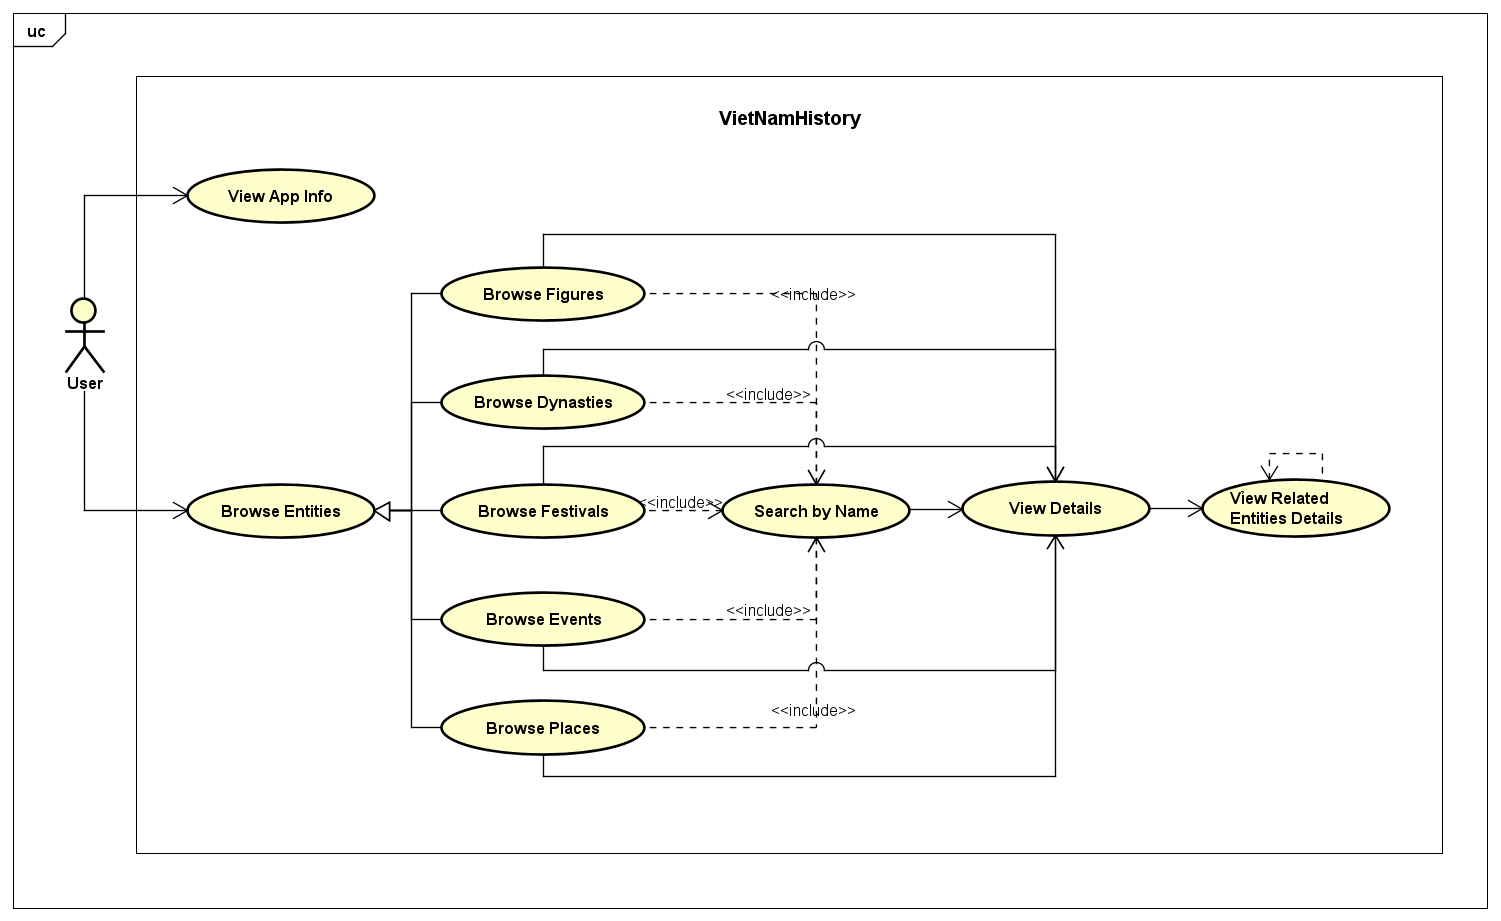 uc
VietNamHistory
View App Info
Browse Figures
<<include>>
User
Browse Dynasties
<<include>>
Browse Entities
Browse Festivals
<<include>>
Search by Name
View Details
View Related
Entities Details
Browse Events
<<include>>
Browse Places
<<include>>